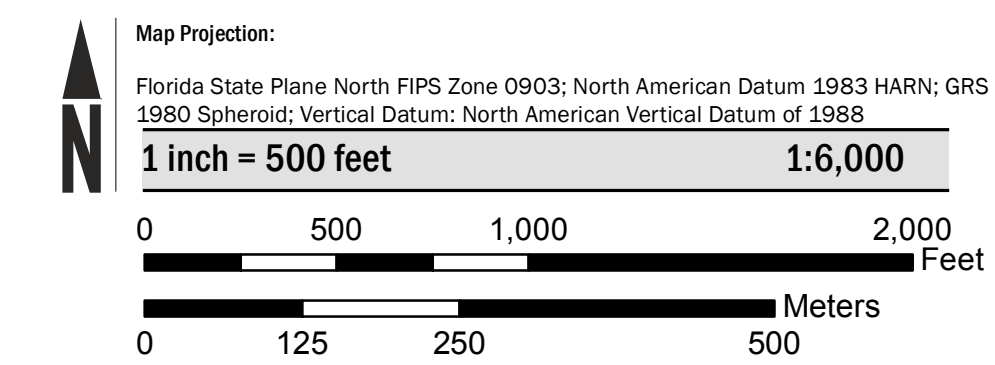 N
Map Projection:
Florida State Plane North FIPS Zone 0903; North American Datum 1983 HARN; GRS
1980 Spheroid; Vertical Datum: North American Vertical Datum of 1988
1 inch = 500 feet 1:6,000
0 500 1,000 2,000
Feet
Meters
0 125 250 500